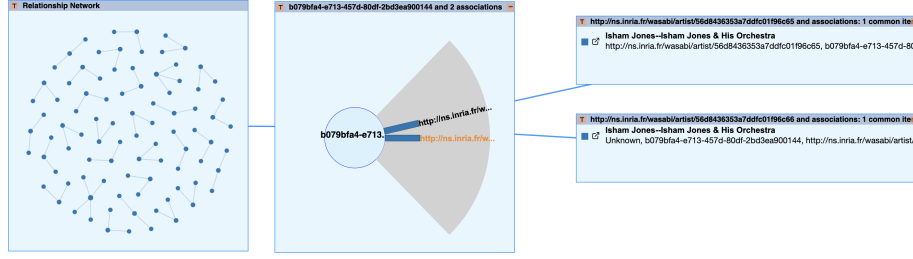 T Relationship Network
T b079bfa4-e713-457d-80df-2bd3ea900144 and 2 associations −
b079bfa4-e713.
http://ns.inria.fr/w...
http://ns.inria.fr/w...
T http://ns.inria.fr/wasabi/artist/56d8436353a7ddfc01f96c65 and associations: 1 common ite
Isham Jones--Isham Jones & His Orchestra
http://ns.inria.fr/wasabi/artist/56d8436353a7ddfc01f96c65, b079bfa4-e713-457d-80
T http://ns.inria.fr/wasabi/artist/56d8436353a7ddfc01f96c66 and associations: 1 common ite
Isham Jones--Isham Jones & His Orchestra
Unknown, b079bfa4-e713-457d-80df-2bd3ea900144, http://ns.inria.fr/wasabi/artist/